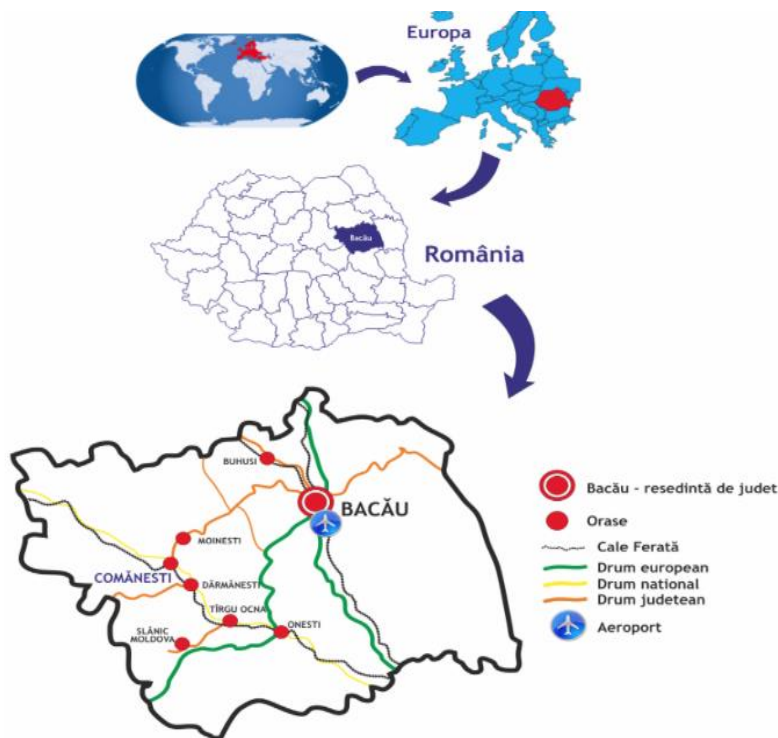 Europa
Bacău
România
BUHUSI
BACĂU
MOINESTI
COMĂNESTI
DĂRMĂNESTI
TÎRGU OCNA
SLĂNIC
MOLDOVA
ONESTI
Bacău - resedintă de judet
Orase
Cale Ferată
Drum european
Drum national
Drum judetean
Aeroport